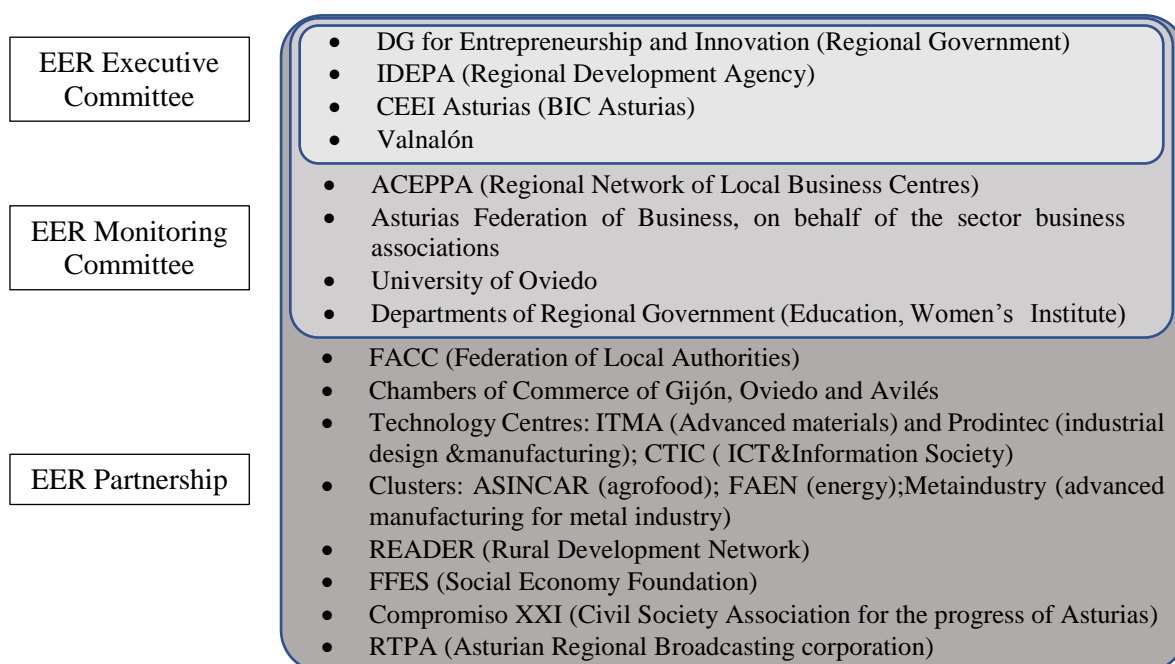 EER Executive
Committee
• DG for Entrepreneurship and Innovation (Regional Government)
• IDEPA (Regional Development Agency)
• CEEI Asturias (BIC Asturias)
• Valnalón
EER Monitoring
Committee
• ACEPPA (Regional Network of Local Business Centres)
• Asturias Federation of Business, on behalf of the sector business
associations
• University of Oviedo
• Departments of Regional Government (Education, Women’s Institute)
EER Partnership
• FACC (Federation of Local Authorities)
• Chambers of Commerce of Gijón, Oviedo and Avilés
• Technology Centres: ITMA (Advanced materials) and Prodintec (industrial
design &manufacturing); CTIC ( ICT&Information Society)
• Clusters: ASINCAR (agrofood); FAEN (energy);Metaindustry (advanced
manufacturing for metal industry)
• READER (Rural Development Network)
• FFES (Social Economy Foundation)
• Compromiso XXI (Civil Society Association for the progress of Asturias)
• RTPA (Asturian Regional Broadcasting corporation)